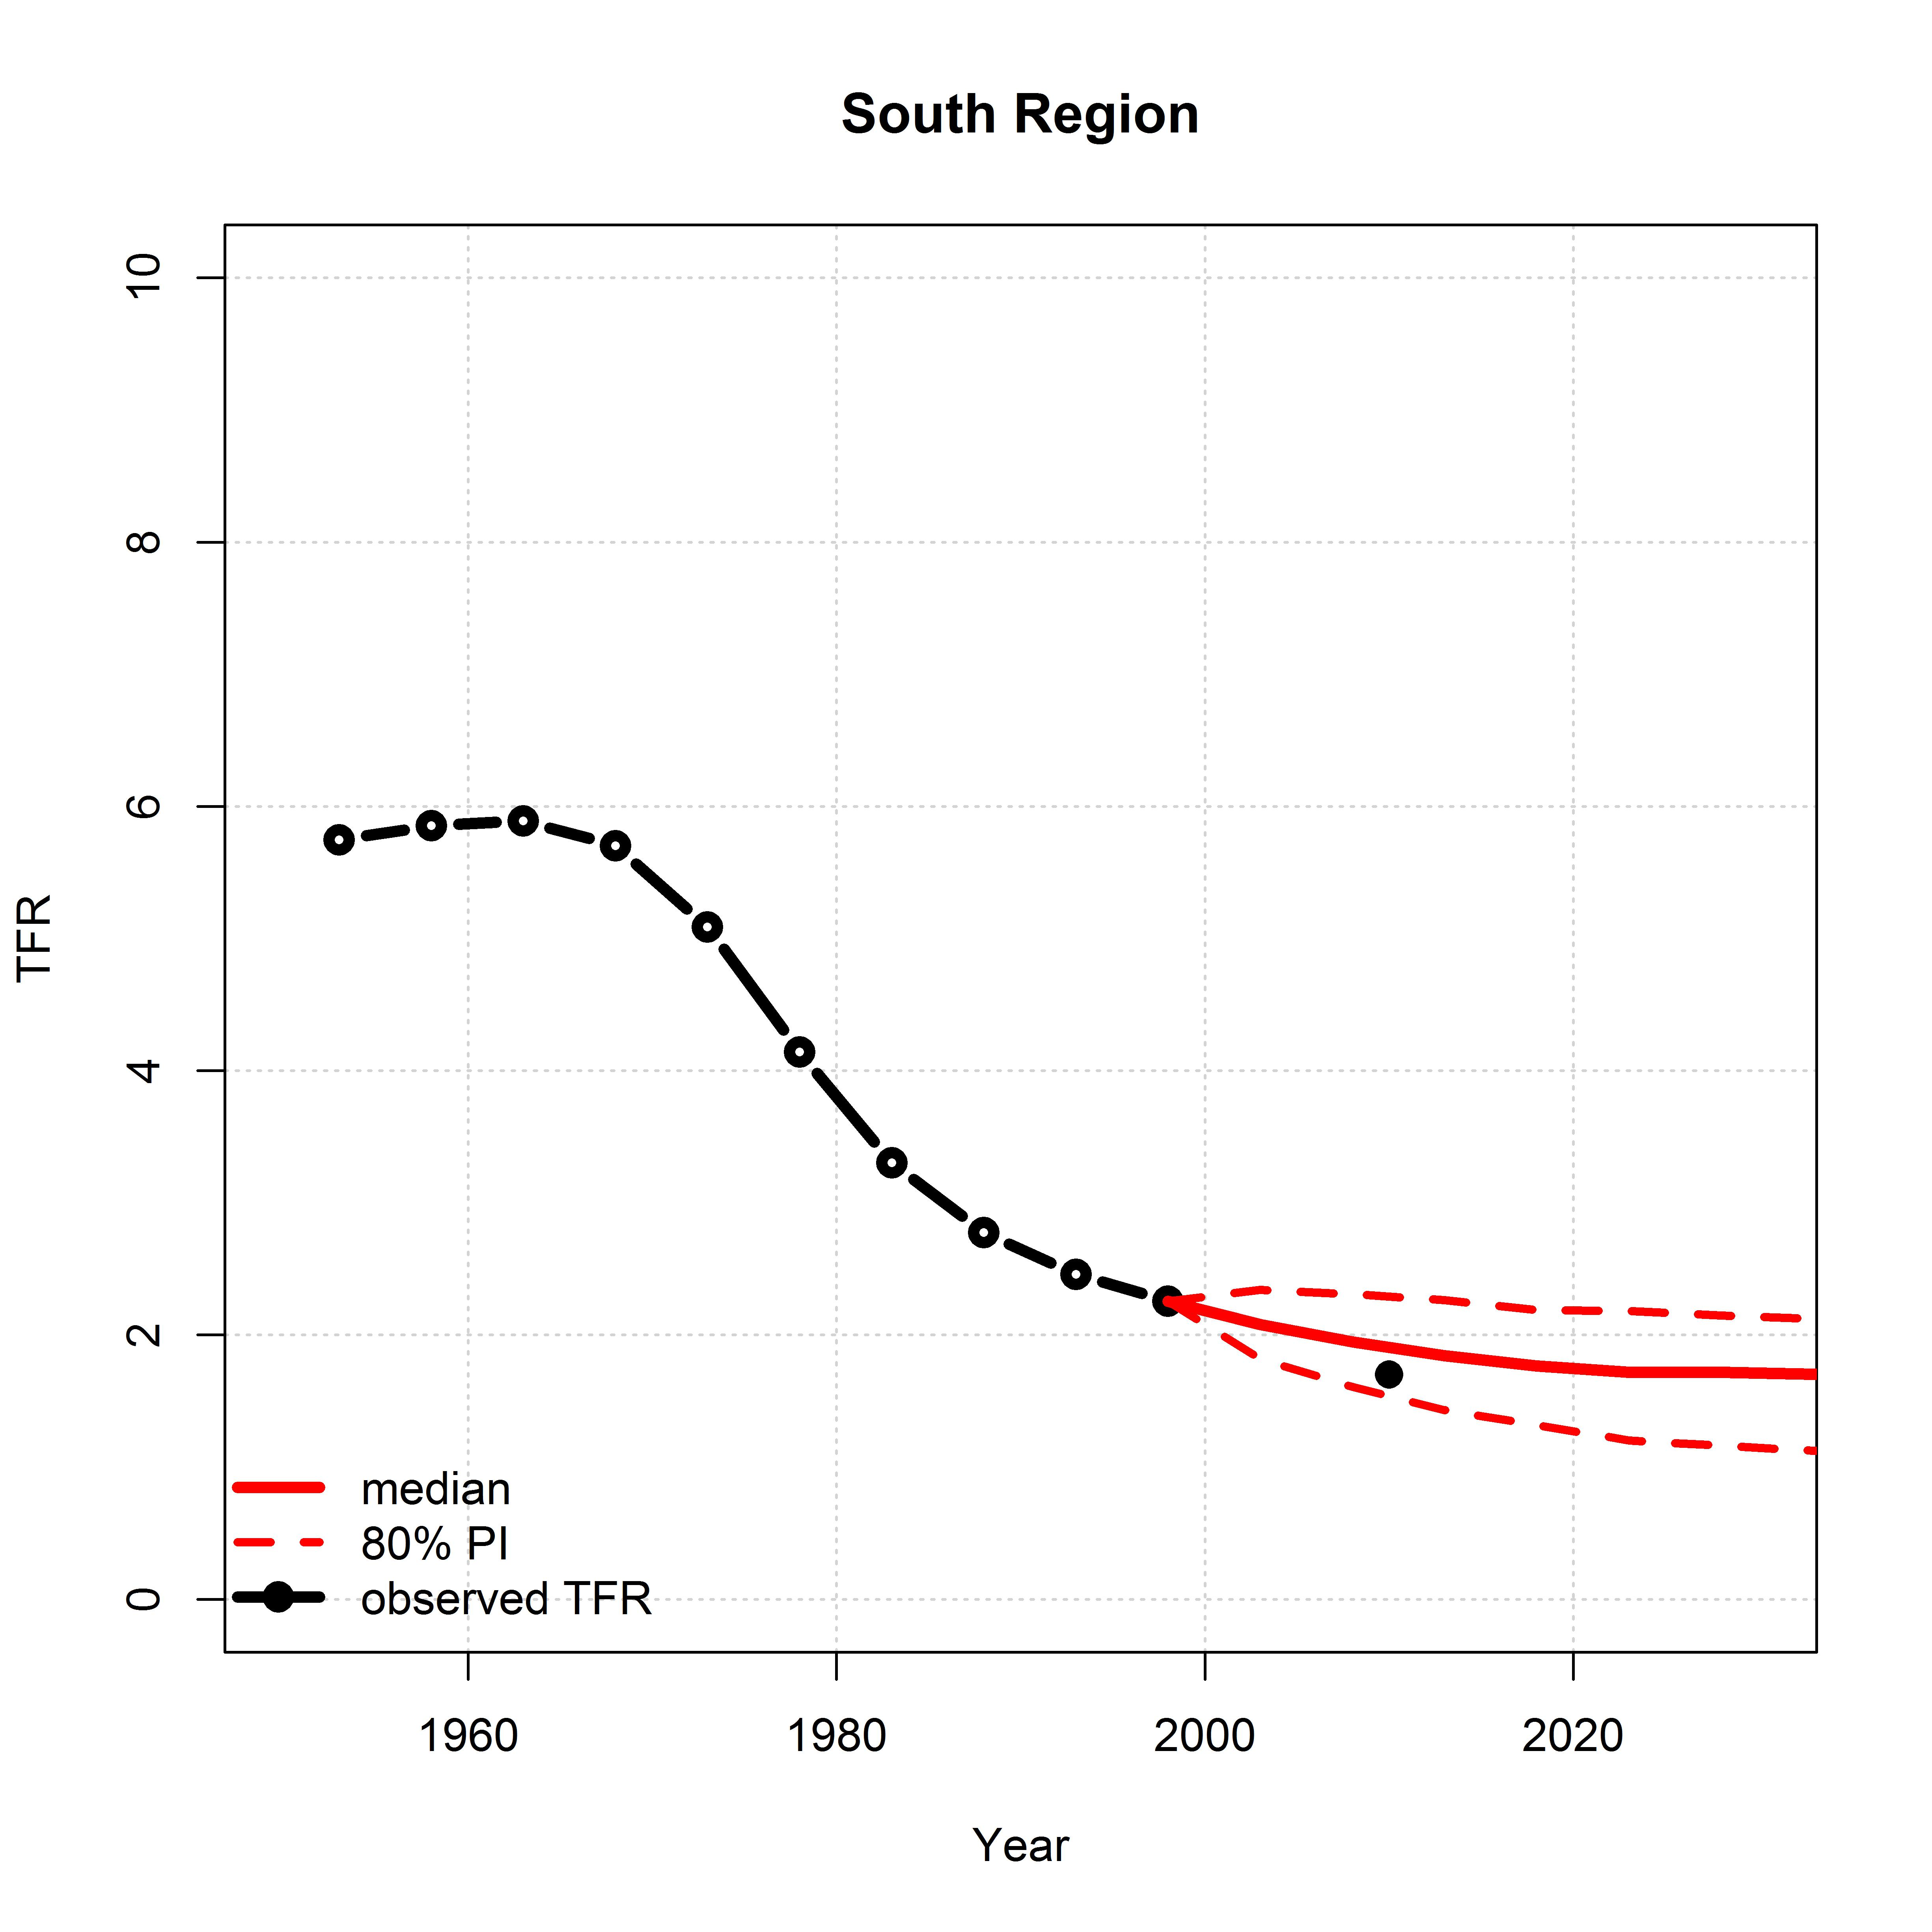 South Region
10
8
6
4
2
0
TFR
median
80% PI
observed TFR
1960 1980 2000 2020
Year